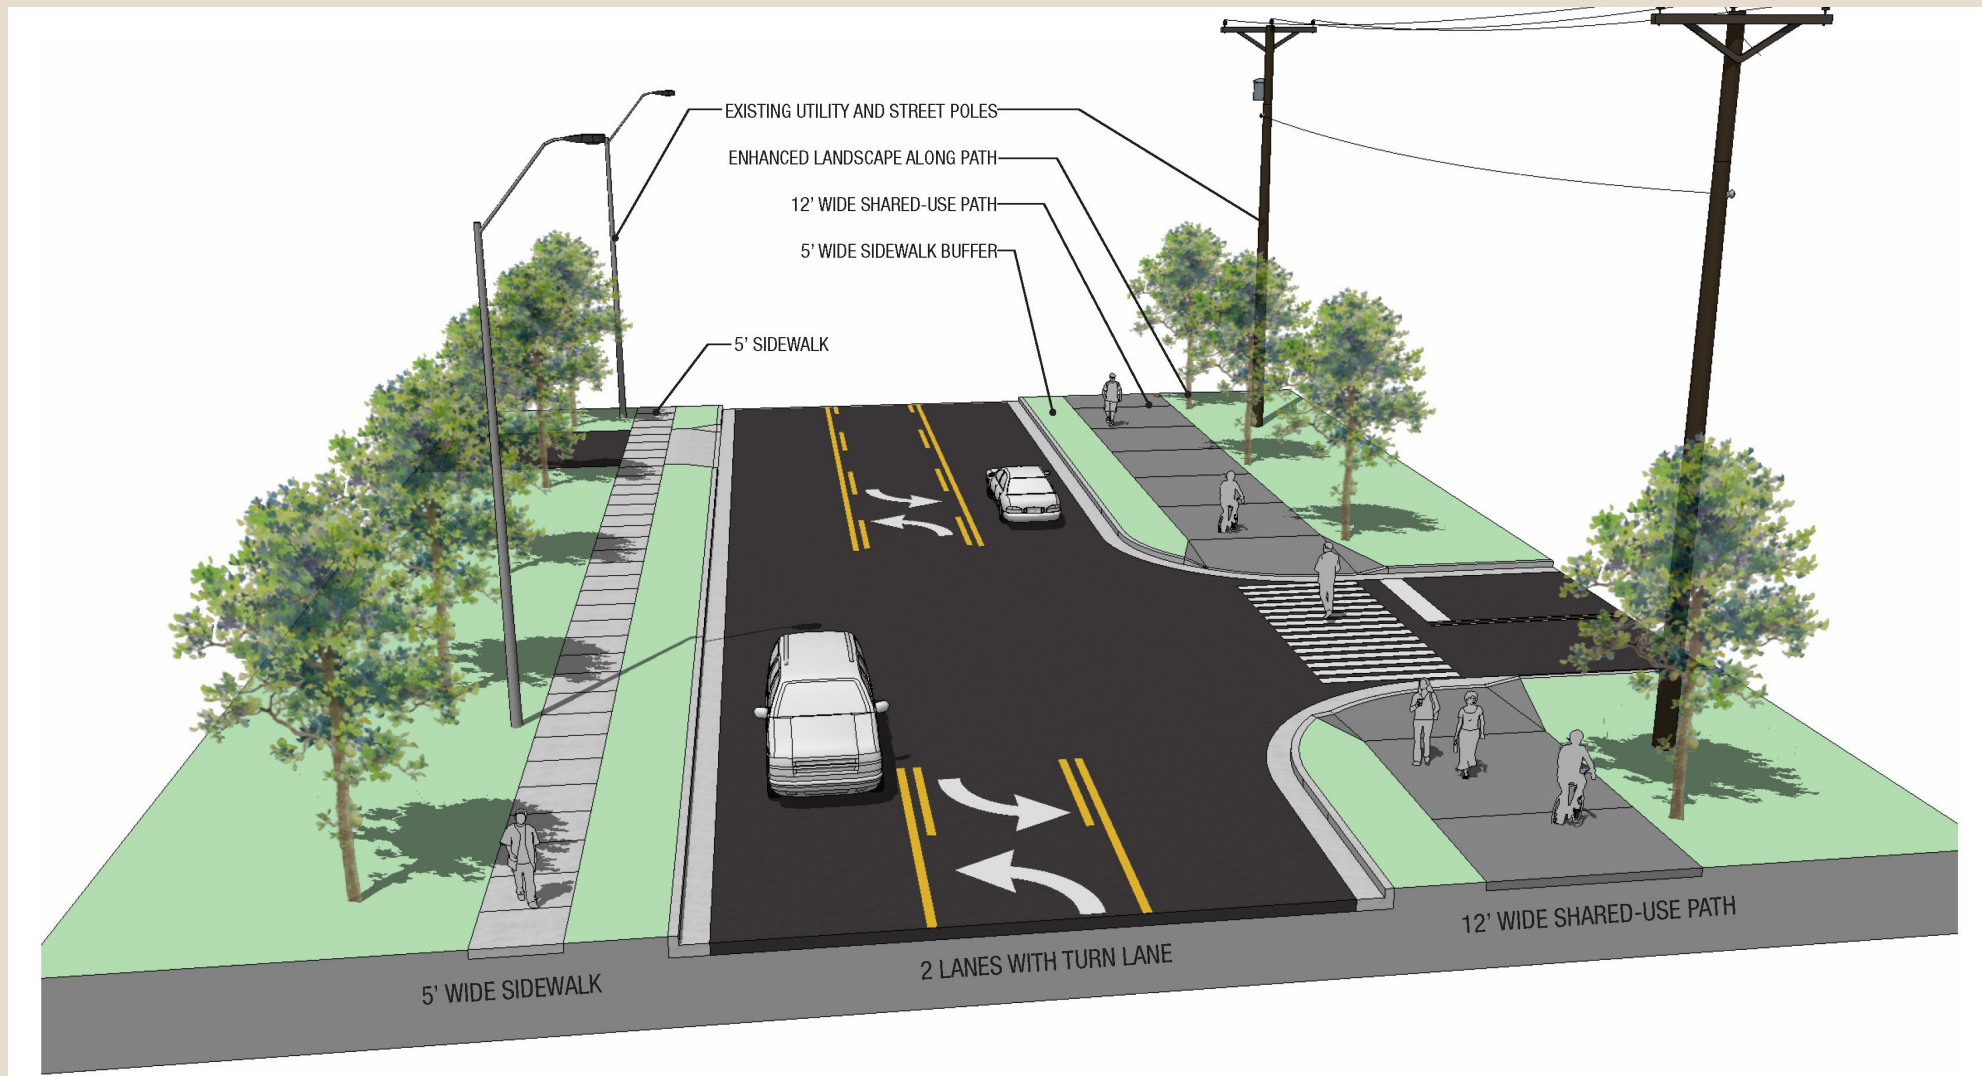 EXISTING UTILITY AND STREET POLES
ENHANCED LANDSCAPE ALONG PATH
12' WIDE SHARED-USE PATH
5' WIDE SIDEWALK BUFFER
5' SIDEWALK
5' WIDE SIDEWALK
2 LANES WITH TURN LANE
12' WIDE SHARED-USE PATH